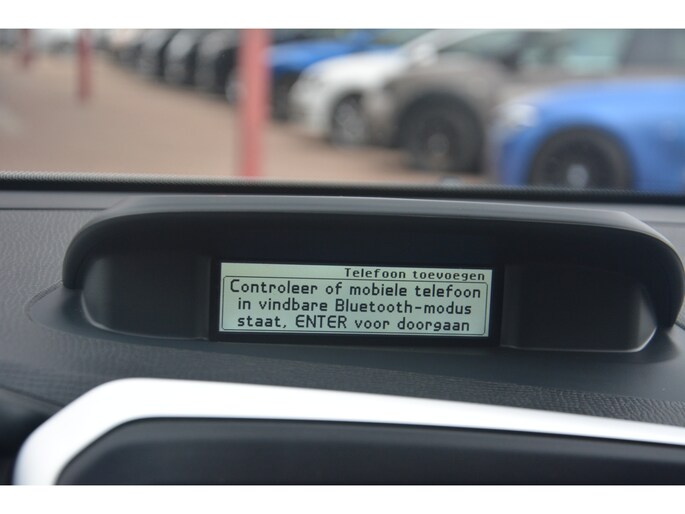 Telefoon toevoegen
Controleer of mobiele telefoon
in vindbare Bluetooth-modus
staat, ENTER voor doorgaan